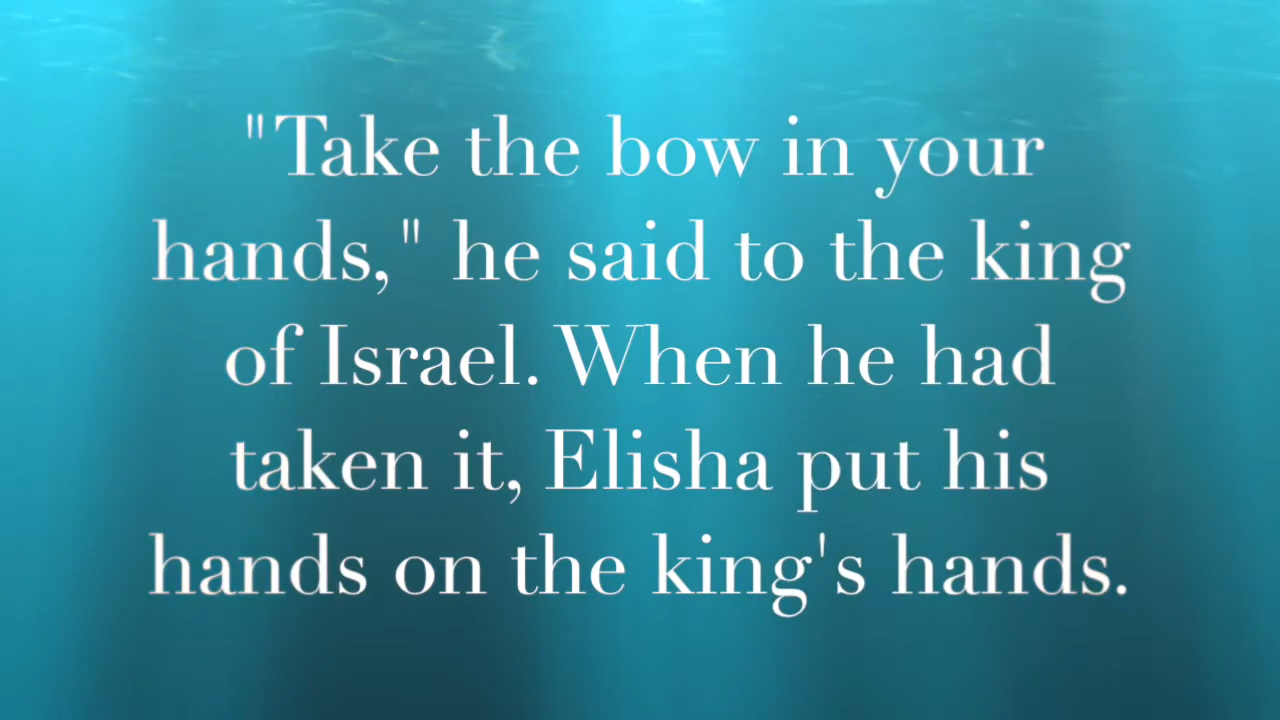 "Take the bow in your
hands," he said to the king
of Israel. When he had
taken it, Elisha put his
hands on the king's hands.